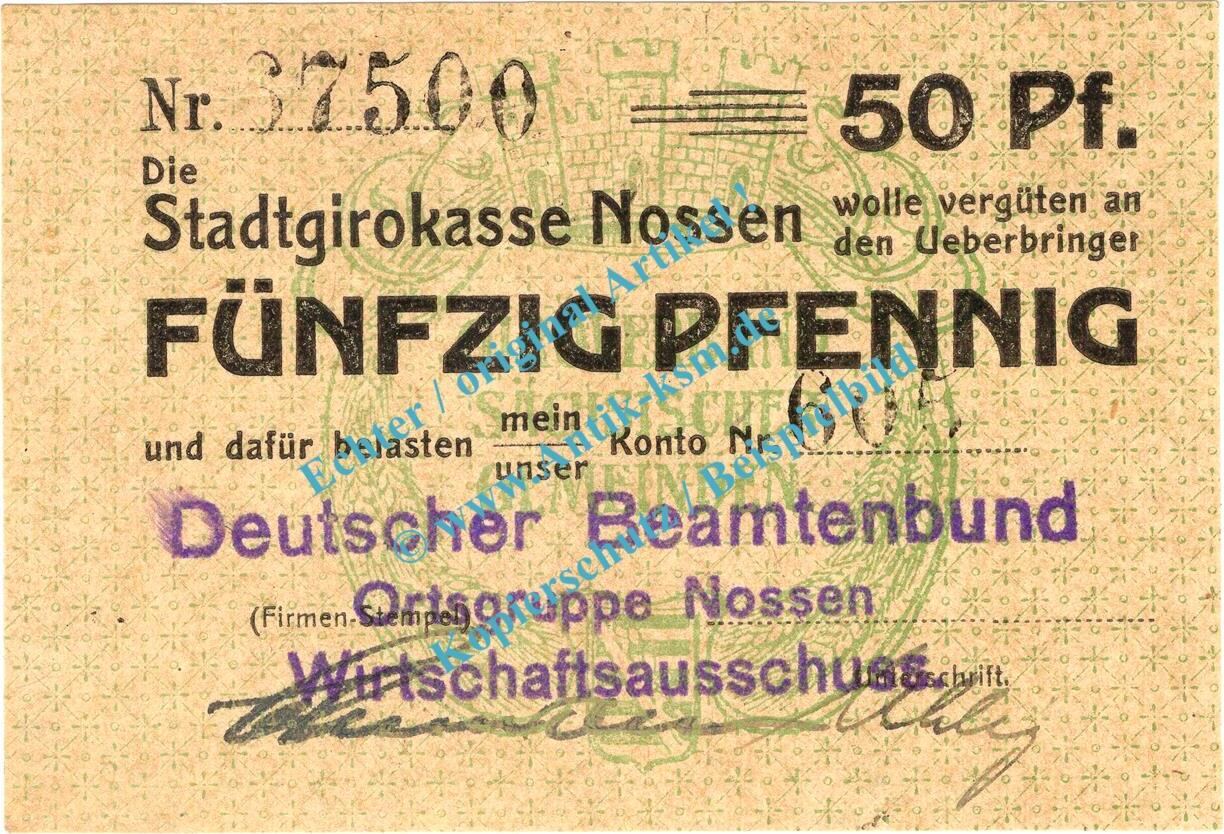 Nr. 67500
50 Pf.
Die
Stadtgirokasse Nossen
wolle vergüten an
den Ueberbringer
FÜNFZIG PFENNIG
und dafür belasten mein
unser Konto Nr. 605
Deutscher Beamtenbund
Ortsgruppe Nossen
(Firmen-Stempel)
Wirtschaftsausschuss.
Unterschrift.
Echter / original Artikel !
© www.Antik-ksm.de
Kopierschutz / Beispielbild